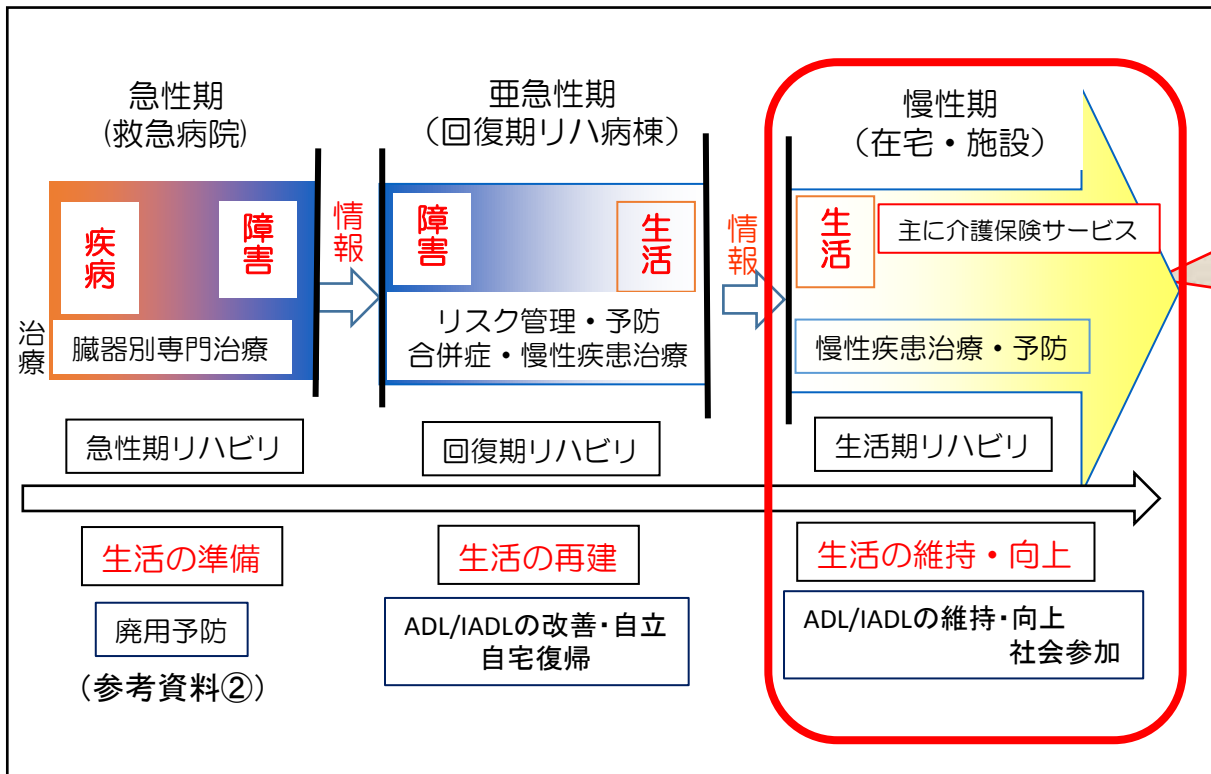 急性期
(救急病院)
疾病
障害
治療
臓器別専門治療
急性期リハビリ
生活の準備
廃用予防
（参考資料②）
情報
亜急性期
（回復期リハ病棟）
障害
生活
リスク管理・予防
合併症・慢性疾患治療
回復期リハビリ
生活の再建
ADL/IADLの改善・自立
自宅復帰
情報
慢性期
（在宅・施設）
生活
主に介護保険サービス
慢性疾患治療・予防
生活期リハビリ
生活の維持・向上
ADL/IADLの維持・向上
社会参加